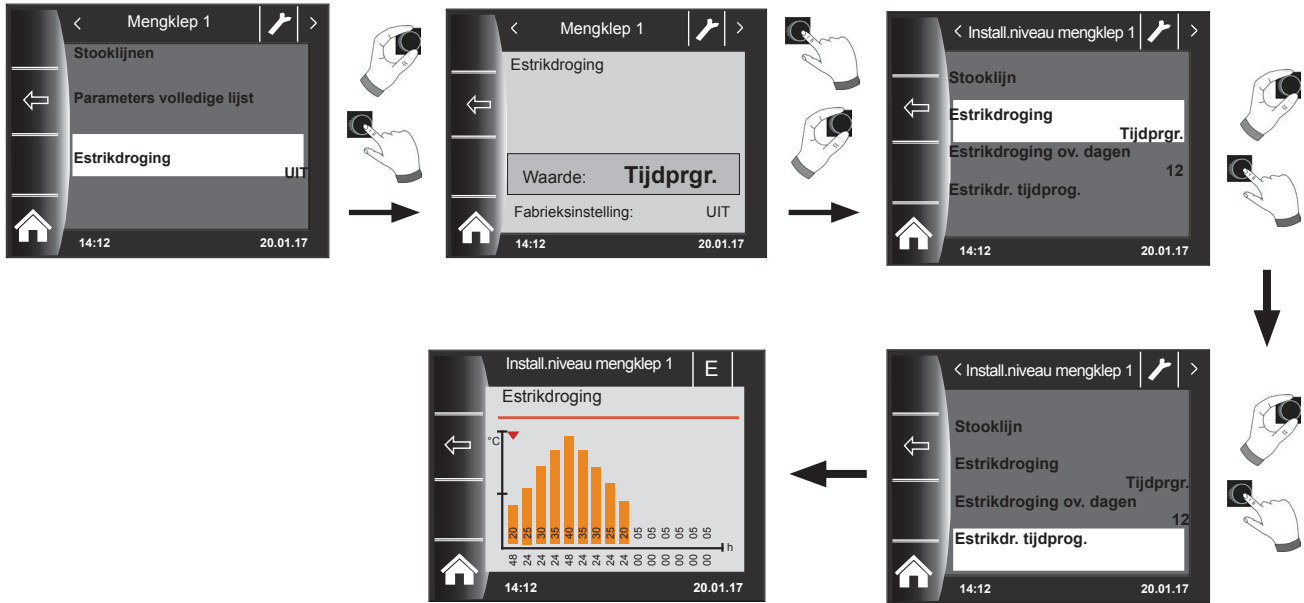 < Mengklep 1 >
Stooklijnen
Parameters volledige lijst
Estrikdroging
UIT
14:12 20.01.17
< Mengklep 1 >
Estrikdroging
Waarde: Tijdprgr.
Fabrieksinstelling: UIT
14:12 20.01.17
< Install.niveau mengklep 1 >
Stooklijn
Estrikdroging
Tijdprgr.
Estrikdroging ov. dagen
12
Estrikdr. tijdprog.
14:12 20.01.17
< Install.niveau mengklep 1 >
Stooklijn
Estrikdroging
Tijdprgr.
Estrikdroging ov. dagen
12
Estrikdr. tijdprog.
14:12 20.01.17
Install.niveau mengklep 1 E
Estrikdroging
°C
20 25 30 35 40 35 30 25 20 05 05 05 05 05 05
h
48 24 24 24 48 24 24 24 24 00 00 00 00 00 00
14:12 20.01.17